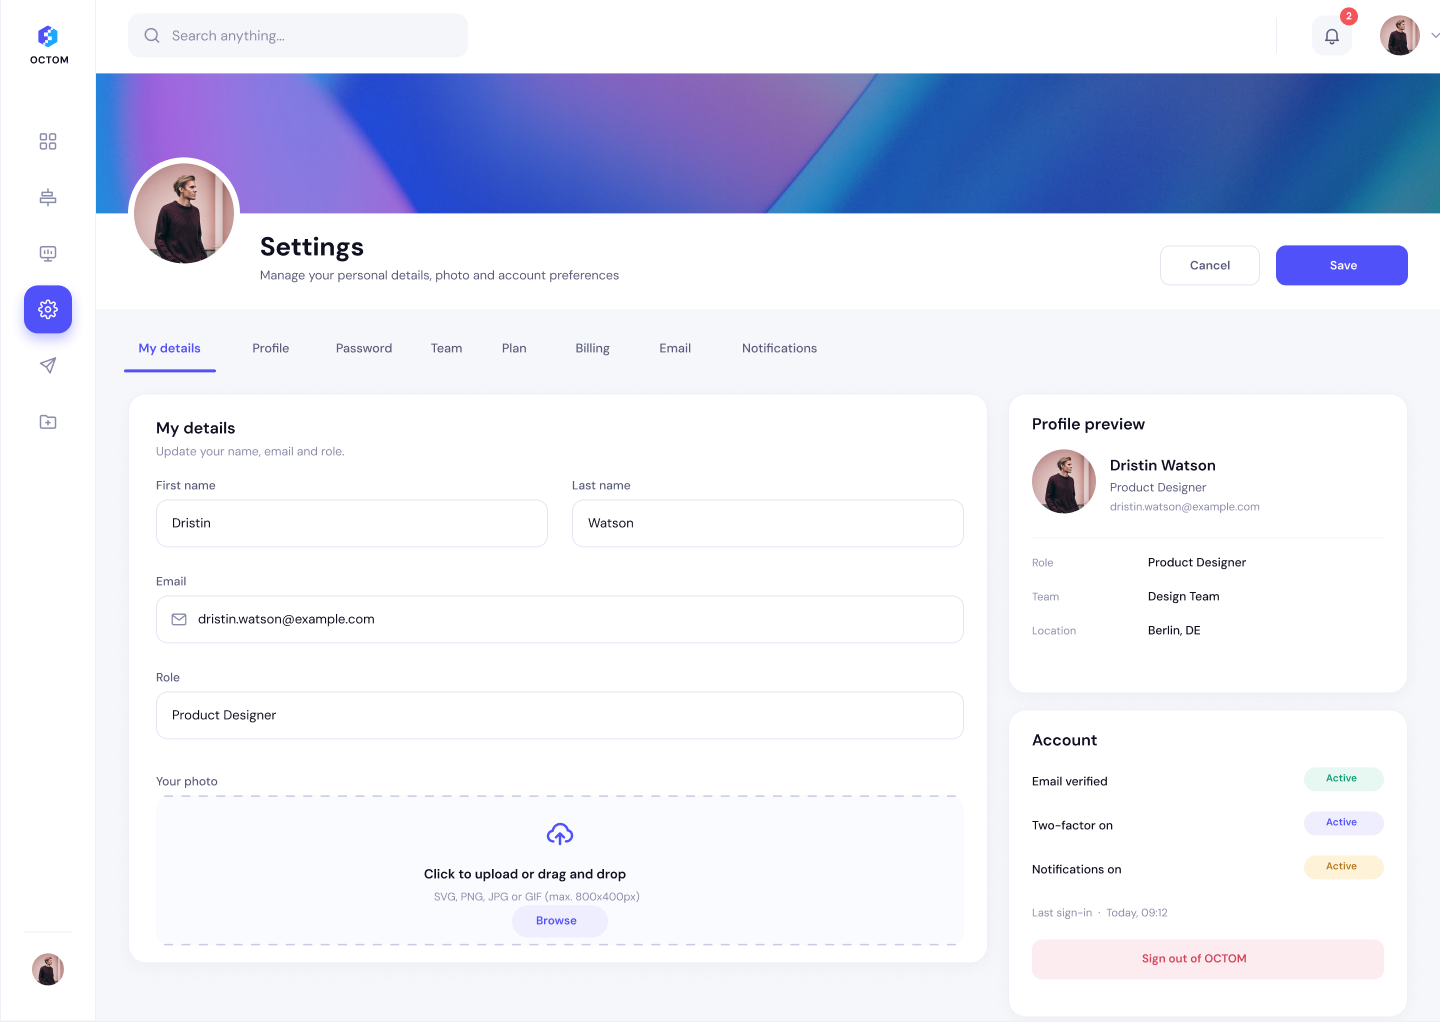 OCTOM
Search anything...
2
Settings
Manage your personal details, photo and account preferences
Cancel
Save
My details
Profile
Password
Team
Plan
Billing
Email
Notifications
My details
Update your name, email and role.
First name
Last name
Dristin
Watson
Email
dristin.watson@example.com
Role
Product Designer
Your photo
Click to upload or drag and drop
SVG, PNG, JPG or GIF (max. 800x400px)
Browse
Profile preview
Dristin Watson
Product Designer
dristin.watson@example.com
Role
Product Designer
Team
Design Team
Location
Berlin, DE
Account
Email verified
Active
Two-factor on
Active
Notifications on
Active
Last sign-in · Today, 09:12
Sign out of OCTOM